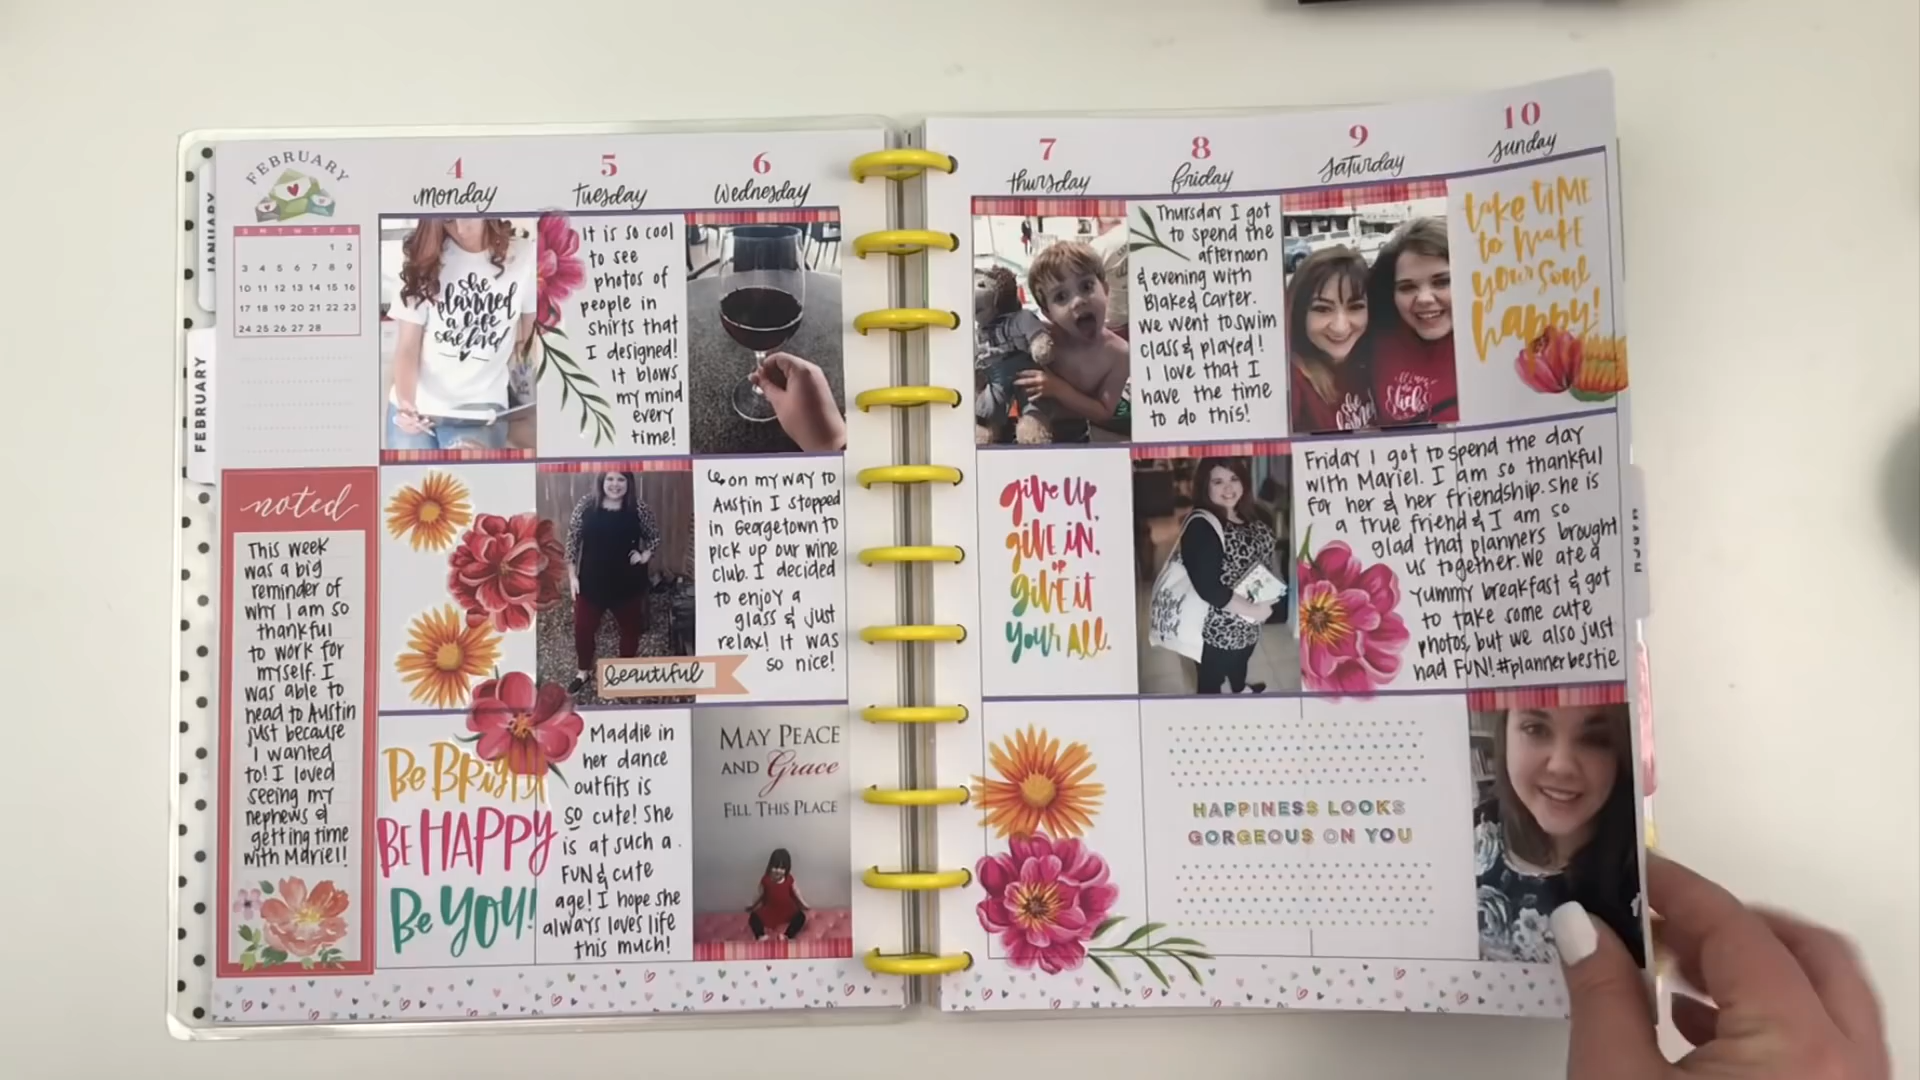 JANUARY
FEBRUARY
FEBRUARY
S M T W T F S
1 2
3 4 5 6 7 8 9
10 11 12 13 14 15 16
17 18 19 20 21 22 23
24 25 26 27 28
noted
This week
was a big
reminder of
why I am so
thankful
to work for
myself. I
was able to
head to Austin
just because
I wanted
to! I loved
seeing my
nephews &
getting time
with Mariel!
4
monday
5
Tuesday
6
Wednesday
she
planned
a life
she loved
It is so cool
to see
photos of
people in
shirts that
I designed!
It blows
my mind
every
time!
beautiful
on my way to
Austin I stopped
in Georgetown to
pick up our wine
club. I decided
to enjoy a
glass & just
relax! It was
so nice!
Be BRigHT
BE HAPPY
Be YOU!
Maddie in
her dance
outfits is
so cute! She
is at such a
FUN & cute
age! I hope she
always loves life
this much!
MAY PEACE
AND Grace
FILL THIS PLACE
7
thursday
8
friday
9
saturday
10
sunday
Thursday I got
to spend the
afternoon
& evening with
Blake & Carter.
We went to swim
class & played!
I love that I
have the time
to do this!
take TIME
to make
your soul
happy!
give up,
give in,
or
give it
your ALL.
Friday I got to spend the day
with Mariel. I am so thankful
for her & her friendship. She is
a true friend & I am so
glad that planners brought
us together. We ate a
yummy breakfast & got
to take some cute
photos, but we also just
had FUN! #plannerbestie
HAPPINESS LOOKS
GORGEOUS ON YOU
MARCH